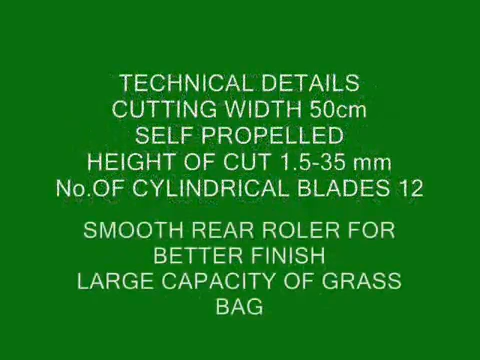 TECHNICAL DETAILS
CUTTING WIDTH 50cm
SELF PROPELLED
HEIGHT OF CUT 1.5-35 mm
No.OF CYLINDRICAL BLADES 12
SMOOTH REAR ROLER FOR
BETTER FINISH
LARGE CAPACITY OF GRASS
BAG